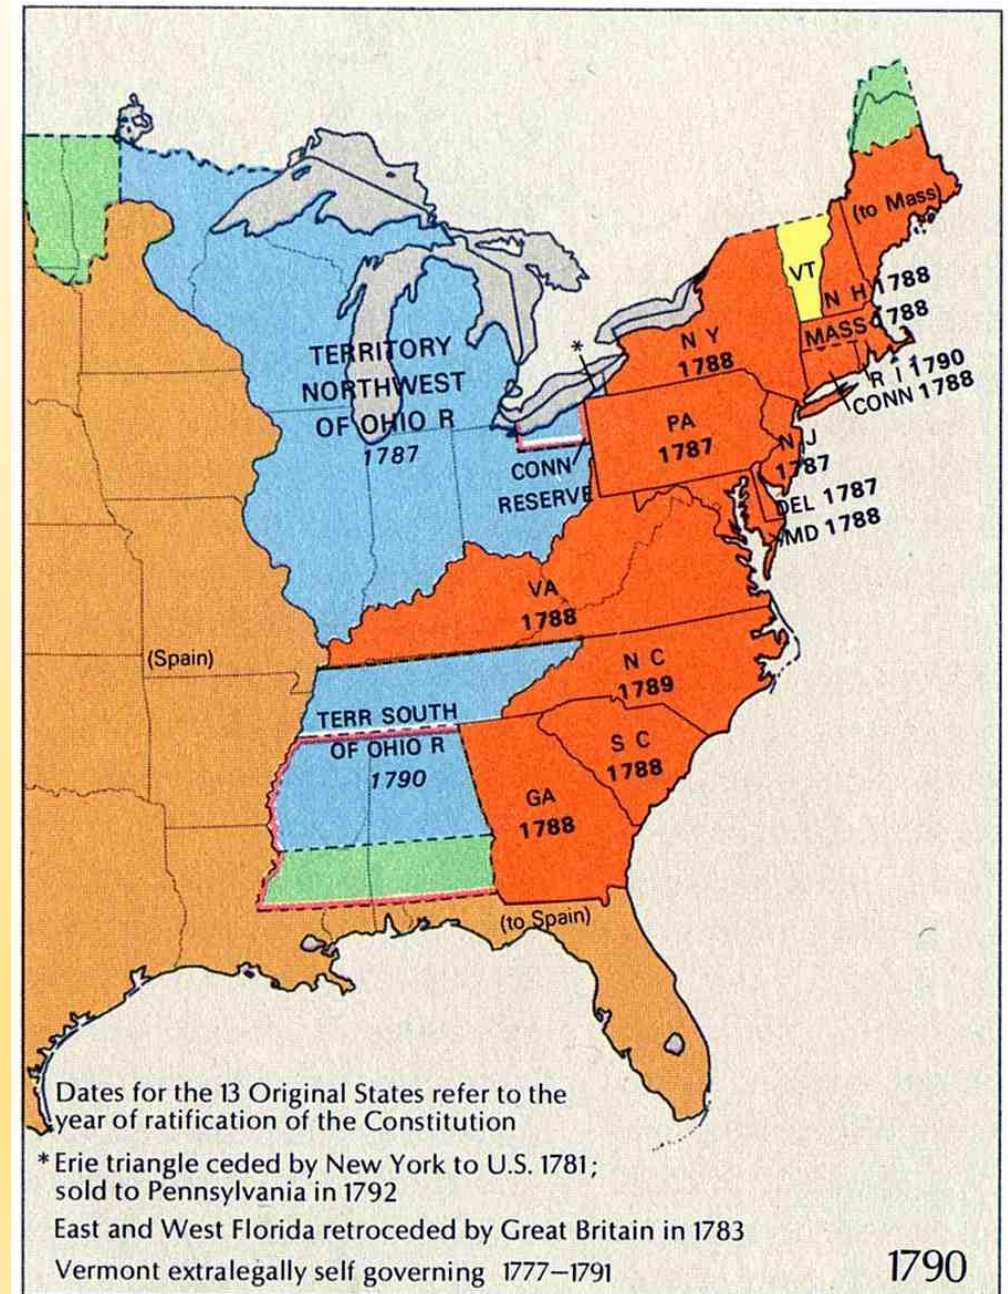 (to Mass)
VT
N H 1788
MASS 1788
R I 1790
CONN 1788
N Y
1788
*
TERRITORY
NORTHWEST
OF OHIO R
1787
PA
1787
N J
1787
CONN
RESERVE
DEL 1787
MD 1788
VA
1788
(Spain)
N C
1789
TERR SOUTH
OF OHIO R
1790
S C
1788
GA
1788
(to Spain)
Dates for the 13 Original States refer to the
year of ratification of the Constitution
* Erie triangle ceded by New York to U.S. 1781;
sold to Pennsylvania in 1792
East and West Florida retroceded by Great Britain in 1783
Vermont extralegally self governing 1777–1791
1790